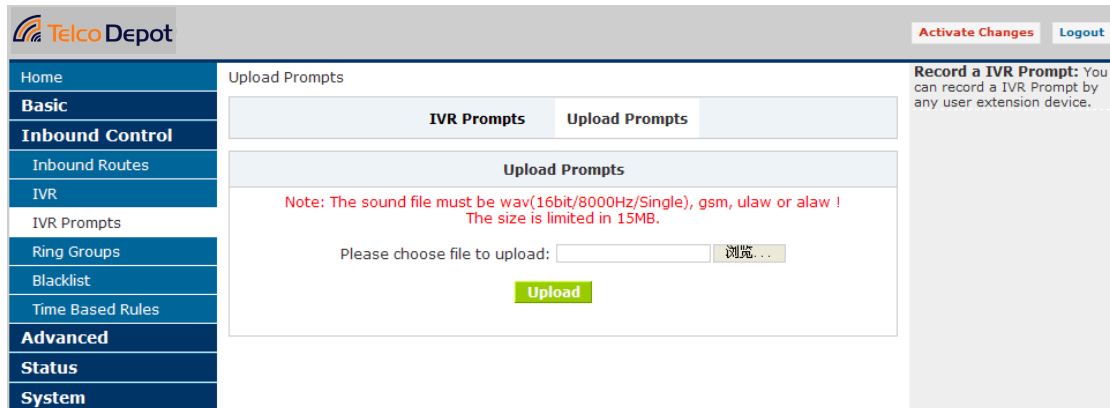 Telco Depot
Activate Changes
Logout
Home
Basic
Inbound Control
Inbound Routes
IVR
IVR Prompts
Ring Groups
Blacklist
Time Based Rules
Advanced
Status
System
Upload Prompts
IVR Prompts
Upload Prompts
Upload Prompts
Note: The sound file must be wav(16bit/8000Hz/Single), gsm, ulaw or alaw !
The size is limited in 15MB.
Please choose file to upload:
浏览...
Upload
Record a IVR Prompt: You
can record a IVR Prompt by
any user extension device.